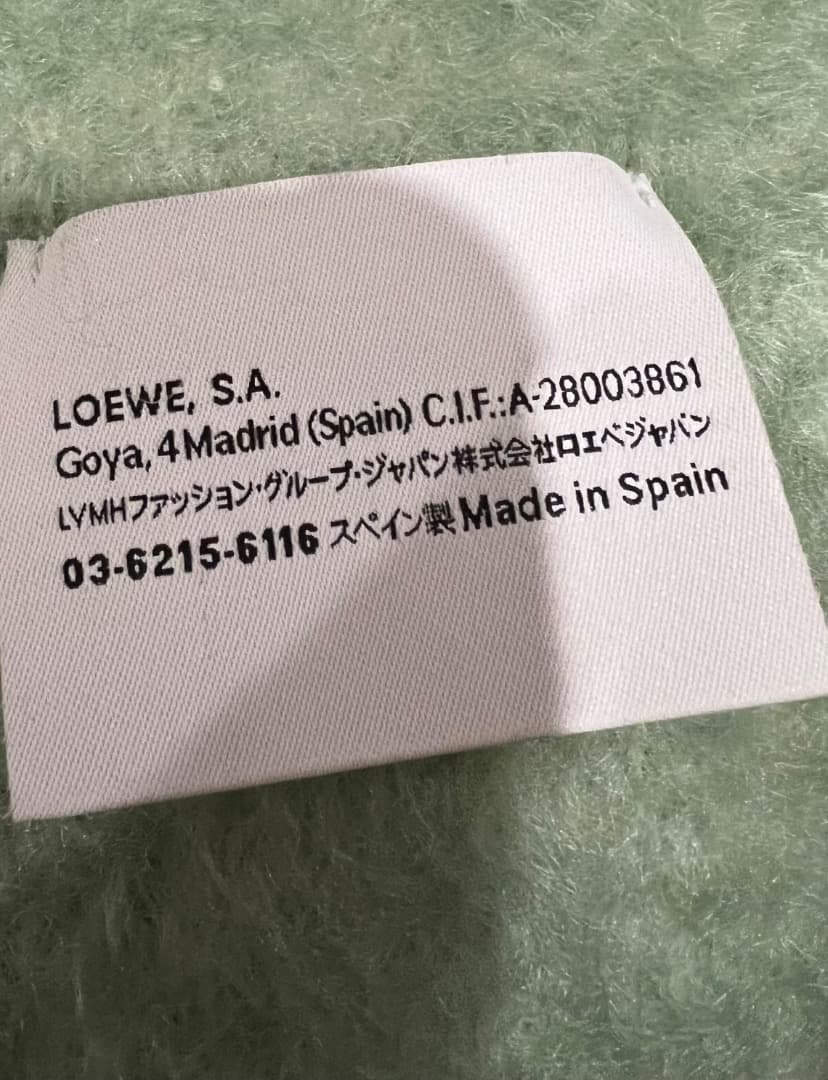 LOEWE, S.A.
Goya, 4 Madrid (Spain) C.I.F.:A-28003861
LVMHファッション・グループ・ジャパン株式会社ロエベジャパン
03-6215-6116 スペイン製 Made in Spain